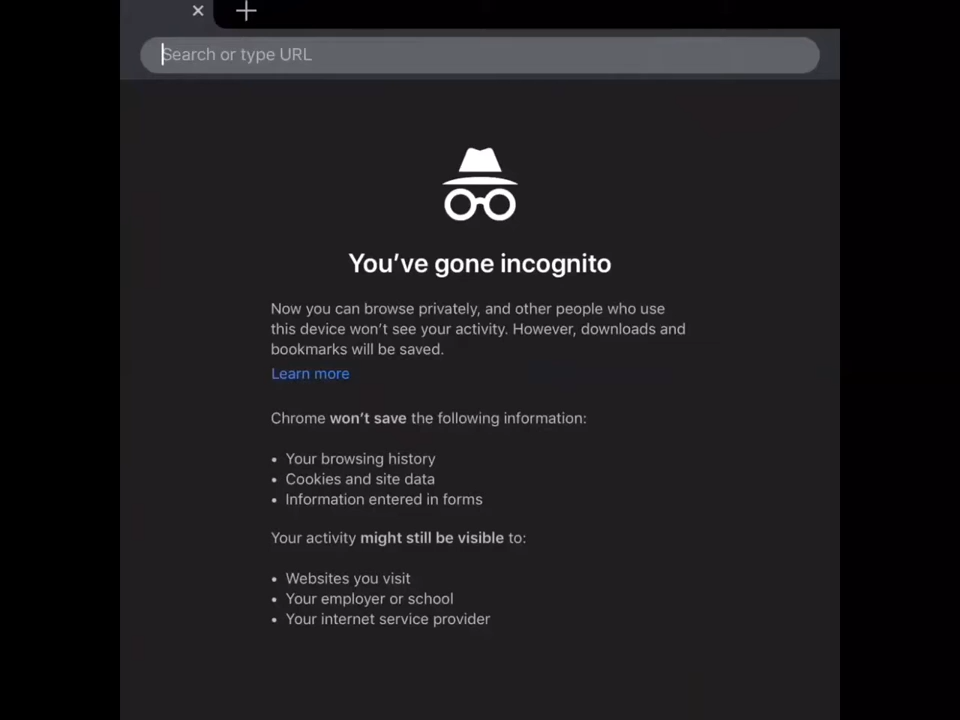 Search or type URL
You’ve gone incognito
Now you can browse privately, and other people who use
this device won’t see your activity. However, downloads and
bookmarks will be saved.
Learn more
Chrome won’t save the following information:
• Your browsing history
• Cookies and site data
• Information entered in forms
Your activity might still be visible to:
• Websites you visit
• Your employer or school
• Your internet service provider